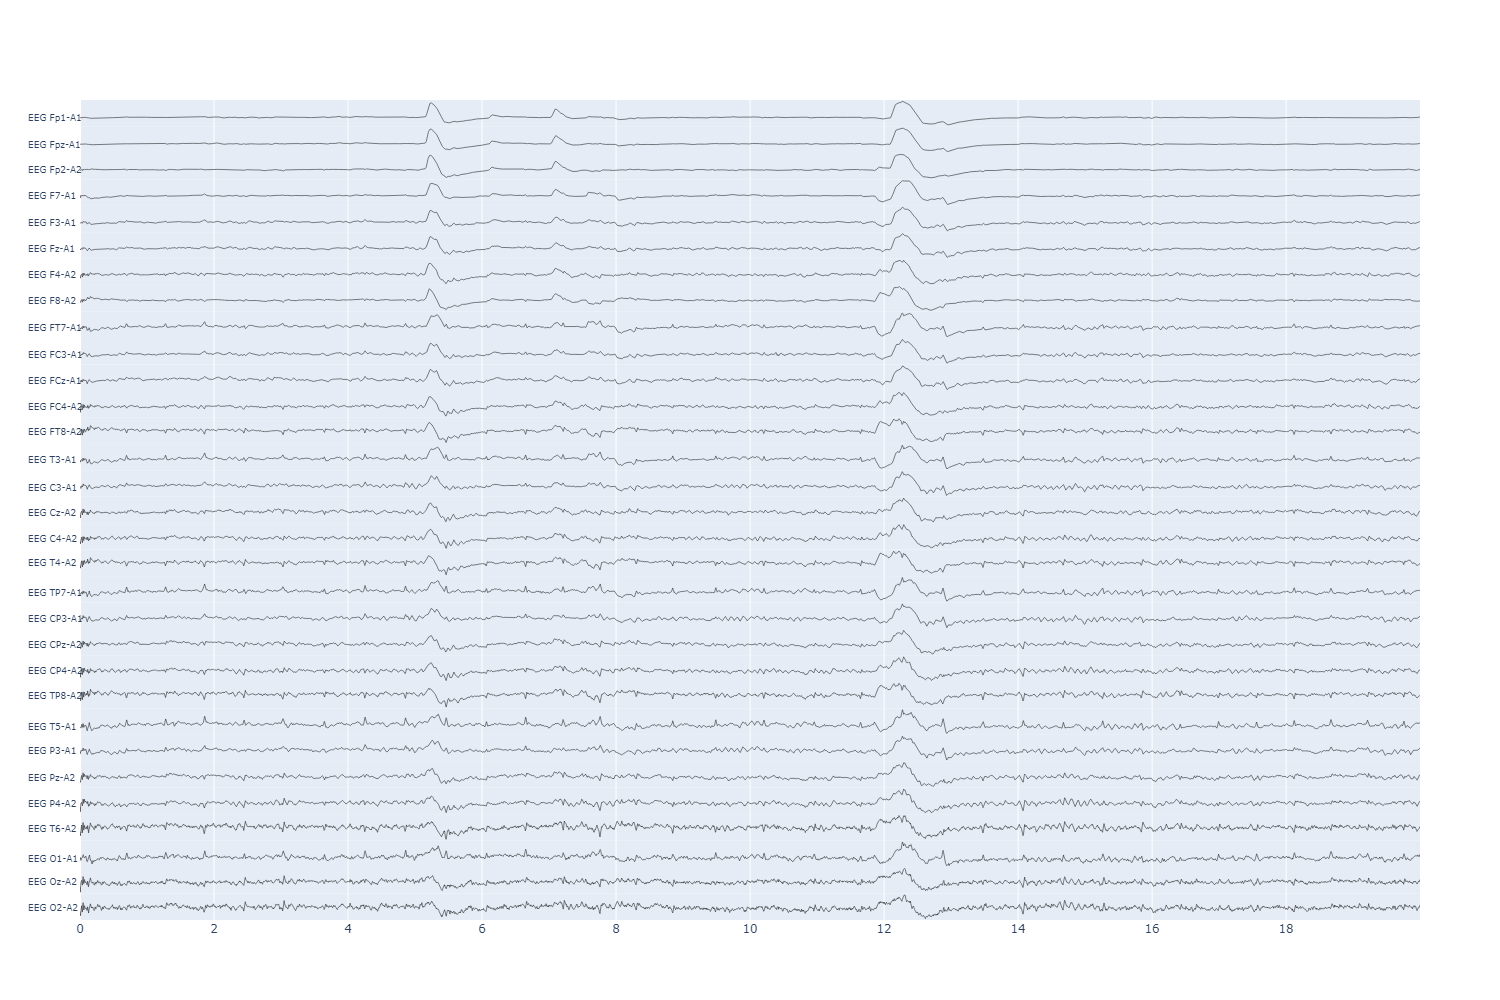 EEG Fp1-A1
EEG Fpz-A1
EEG Fp2-A2
EEG F7-A1
EEG F3-A1
EEG Fz-A1
EEG F4-A2
EEG F8-A2
EEG FT7-A1
EEG FC3-A1
EEG FCz-A1
EEG FC4-A2
EEG FT8-A2
EEG T3-A1
EEG C3-A1
EEG Cz-A2
EEG C4-A2
EEG T4-A2
EEG TP7-A1
EEG CP3-A1
EEG CPz-A2
EEG CP4-A2
EEG TP8-A2
EEG T5-A1
EEG P3-A1
EEG Pz-A2
EEG P4-A2
EEG T6-A2
EEG O1-A1
EEG Oz-A2
EEG O2-A2
0 2 4 6 8 10 12 14 16 18